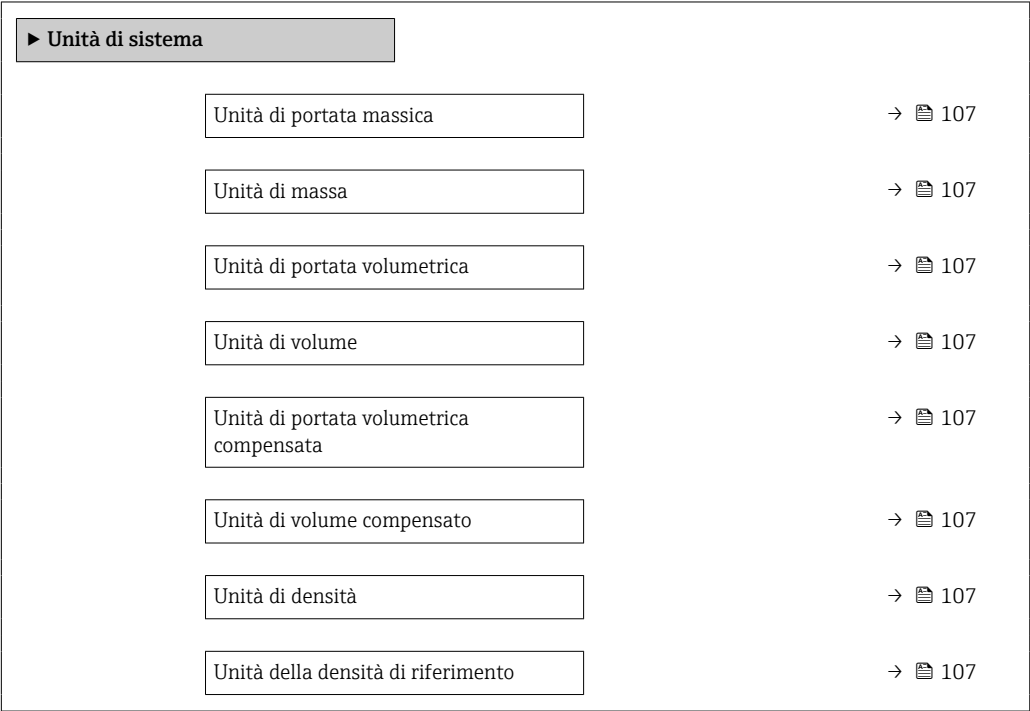 ▶ Unità di sistema
Unità di portata massica → 107
Unità di massa → 107
Unità di portata volumetrica → 107
Unità di volume → 107
Unità di portata volumetrica → 107
compensata
Unità di volume compensato → 107
Unità di densità → 107
Unità della densità di riferimento → 107